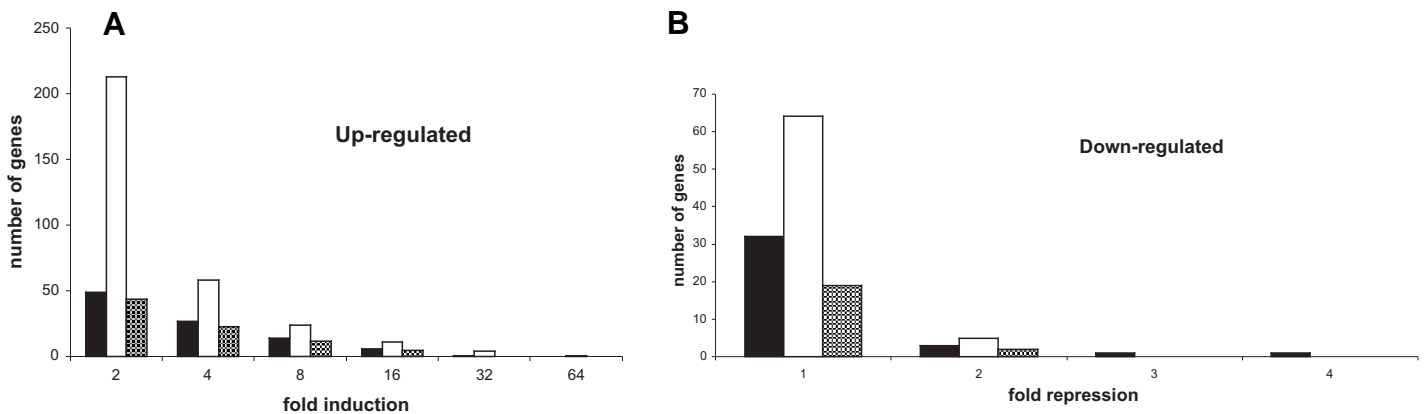 A
250
200
150
100
50
0
number of genes
Up-regulated
2 4 8 16 32 64
fold induction
B
70
60
50
40
30
20
10
0
number of genes
Down-regulated
1 2 3 4
fold repression